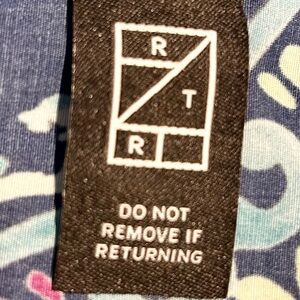 R
T
R
DO NOT
REMOVE IF
RETURNING